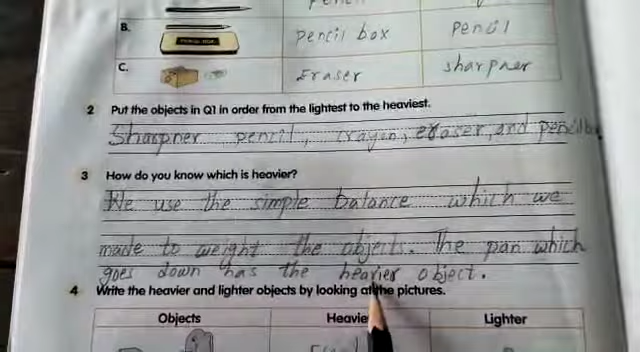 B. Pencil box Pencil
C. Eraser sharpner
2 Put the objects in Q1 in order from the lightest to the heaviest.
Sharpner pencil, crayon, eraser, and pencil
3 How do you know which is heavier?
We use the simple balance which we
made to weight the objects. The pan which
goes down has the heavier object.
4 Write the heavier and lighter objects by looking at the pictures.
Objects Heavie Lighter